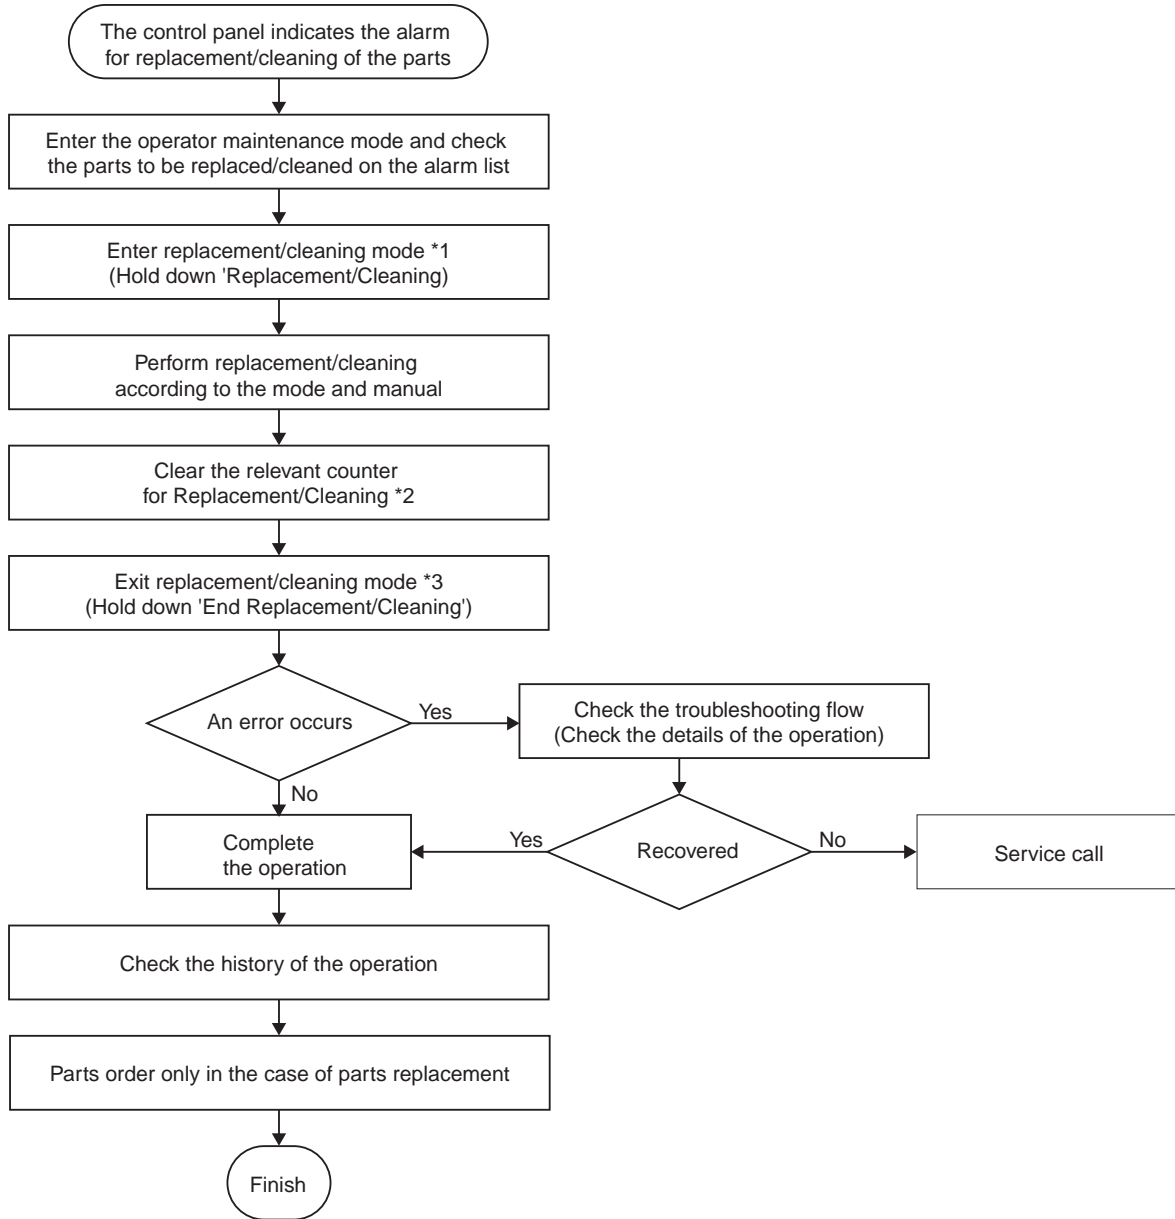 The control panel indicates the alarm
for replacement/cleaning of the parts
Enter the operator maintenance mode and check
the parts to be replaced/cleaned on the alarm list
Enter replacement/cleaning mode *1
(Hold down 'Replacement/Cleaning)
Perform replacement/cleaning
according to the mode and manual
Clear the relevant counter
for Replacement/Cleaning *2
Exit replacement/cleaning mode *3
(Hold down 'End Replacement/Cleaning')
An error occurs
Yes
Check the troubleshooting flow
(Check the details of the operation)
No
Complete
the operation
Yes
Recovered
No
Service call
Check the history of the operation
Parts order only in the case of parts replacement
Finish